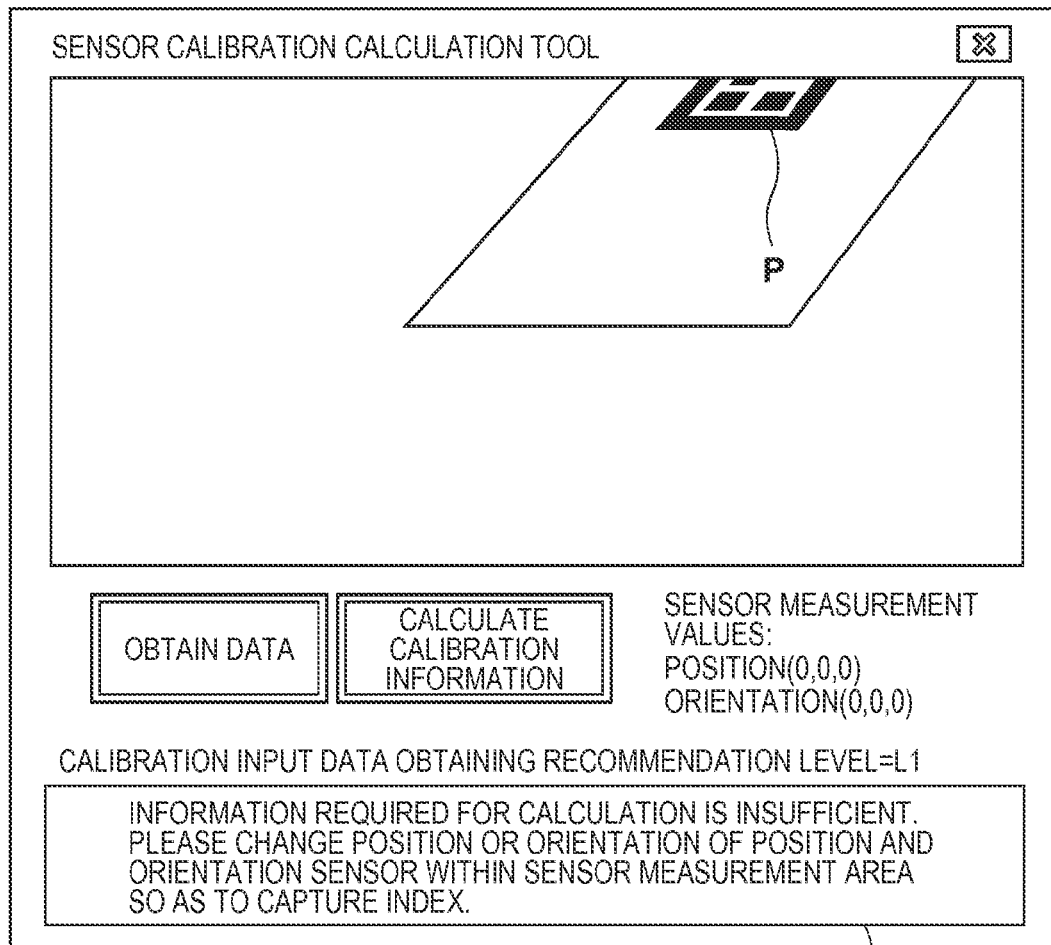 SENSOR CALIBRATION CALCULATION TOOL
P
OBTAIN DATA
CALCULATE
CALIBRATION
INFORMATION
SENSOR MEASUREMENT
VALUES:
POSITION(0,0,0)
ORIENTATION(0,0,0)
CALIBRATION INPUT DATA OBTAINING RECOMMENDATION LEVEL=L1
INFORMATION REQUIRED FOR CALCULATION IS INSUFFICIENT.
PLEASE CHANGE POSITION OR ORIENTATION OF POSITION AND
ORIENTATION SENSOR WITHIN SENSOR MEASUREMENT AREA
SO AS TO CAPTURE INDEX.